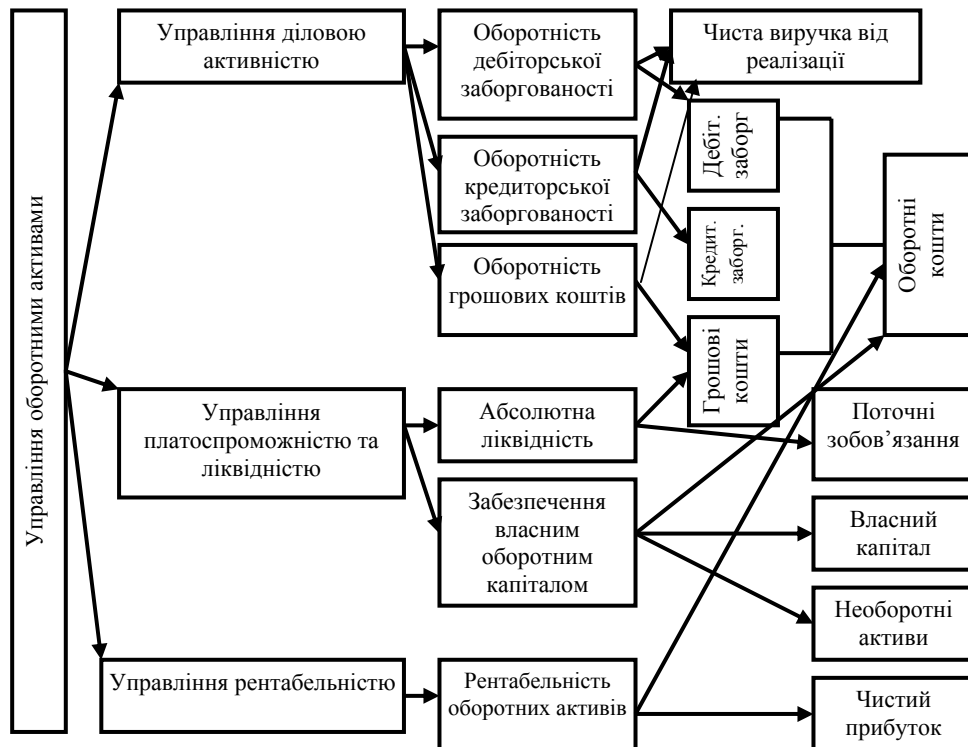 Управління оборотними активами
Управління діловою
активністю
Оборотність
дебіторської
заборгованості
Чиста виручка від
реалізації
Дебіт.
заборг
Оборотність
кредиторської
заборгованості
Кредит.
заборг.
Оборотні
кошти
Оборотність
грошових коштів
Грошові
кошти
Управління
платоспроможністю та
ліквідністю
Абсолютна
ліквідність
Поточні
зобов’язання
Забезпечення
власним
оборотним
капіталом
Власний
капітал
Необоротні
активи
Управління рентабельністю
Рентабельність
оборотних активів
Чистий
прибуток